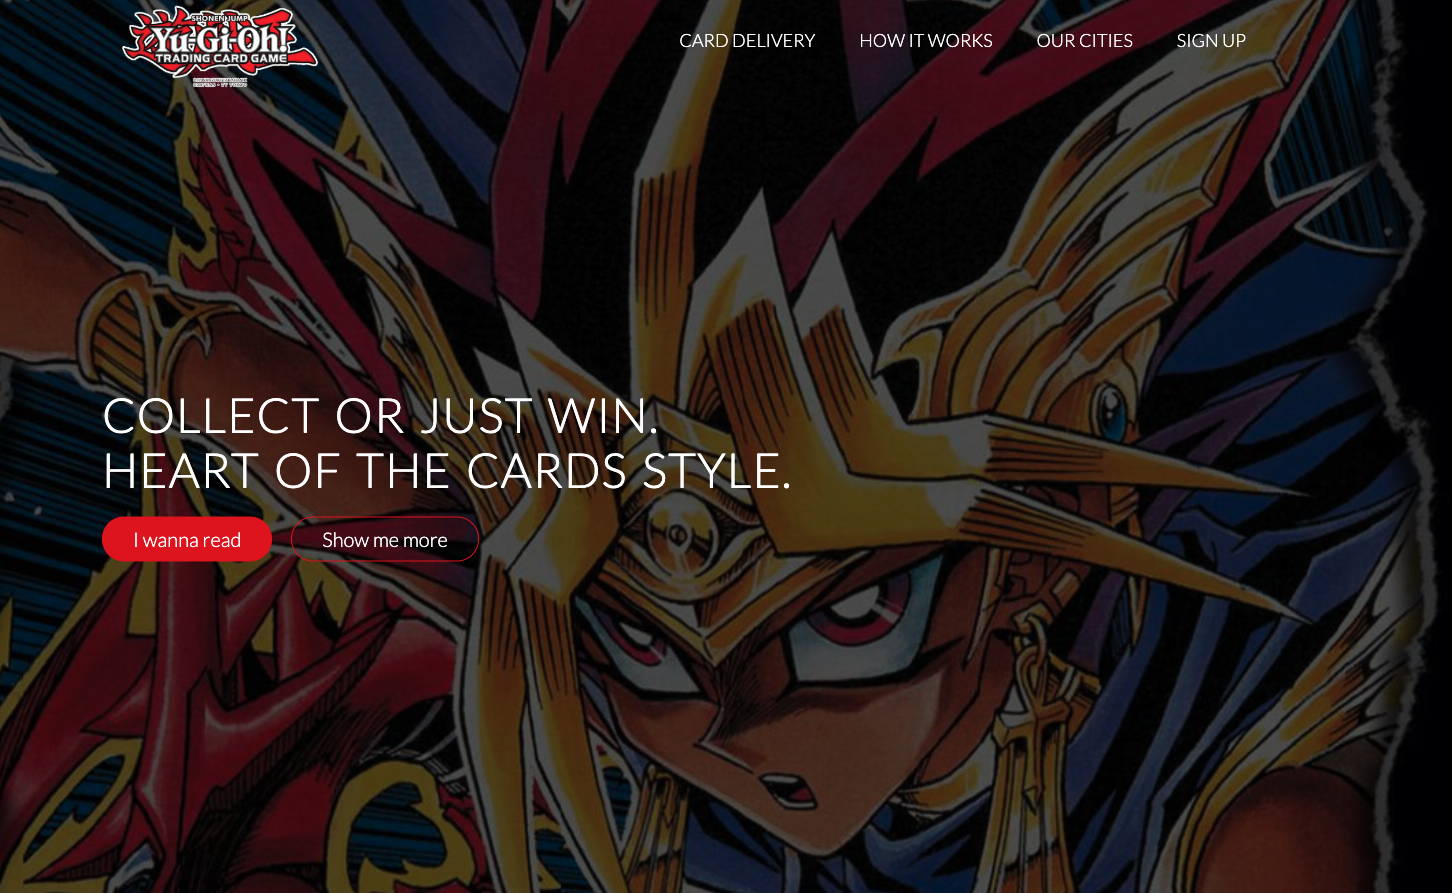 SHONEN JUMP
Yu-Gi-Oh!
TRADING CARD GAME
CARD DELIVERY
HOW IT WORKS
OUR CITIES
SIGN UP
COLLECT OR JUST WIN.
HEART OF THE CARDS STYLE.
I wanna read
Show me more